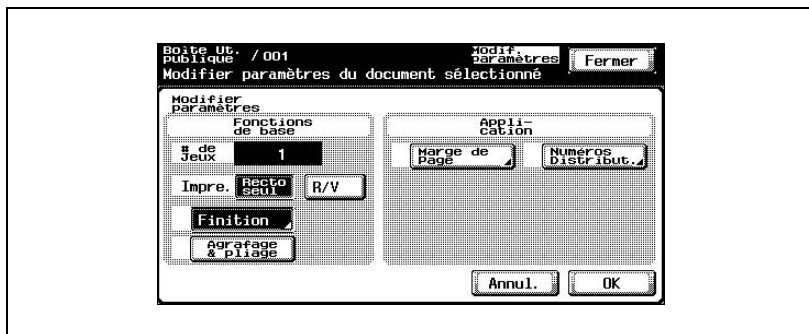 Boîte Ut. publique / 001
Modif. paramètres
Fermer
Modifier paramètres du document sélectionné
Modifier paramètres
Fonctions de base
Appli-
cation
# de Jeux
1
Marge de Page
Numéros Distribut.
Impre.
Recto seul
R/V
Finition
Agrafage & pliage
Annul.
OK